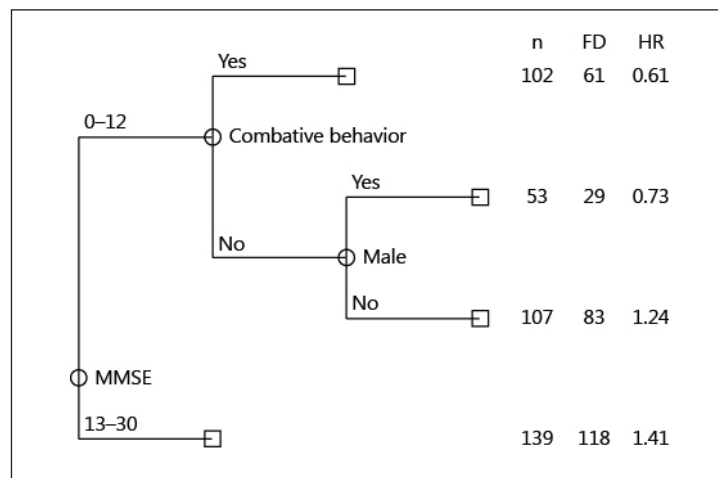 n FD HR
Yes 102 61 0.61
0–12
Combative behavior
Yes 53 29 0.73
No
Male
No 107 83 1.24
MMSE
13–30 139 118 1.41